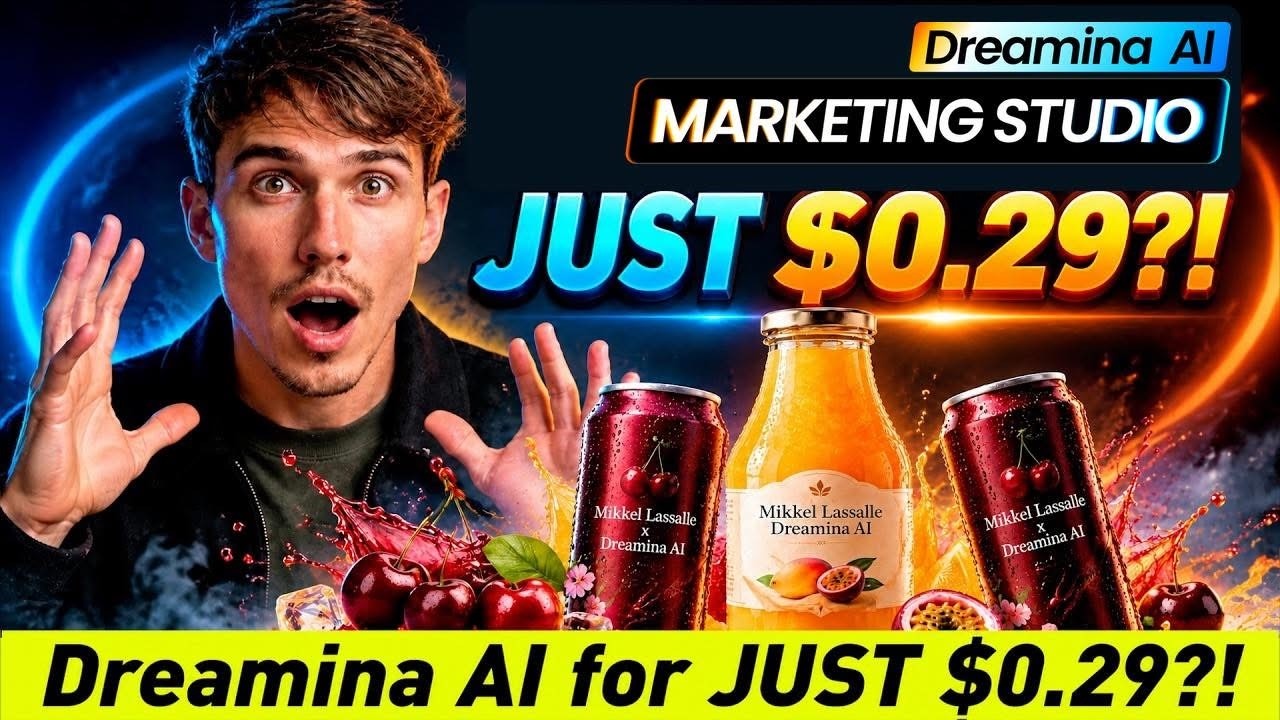 Dreamina AI
MARKETING STUDIO
JUST $0.29?!
Mikkel Lassalle
x
Dreamina AI
Mikkel Lassalle
Dreamina AI
Mikkel Lassalle
x
Dreamina AI
Dreamina AI for JUST $0.29?!